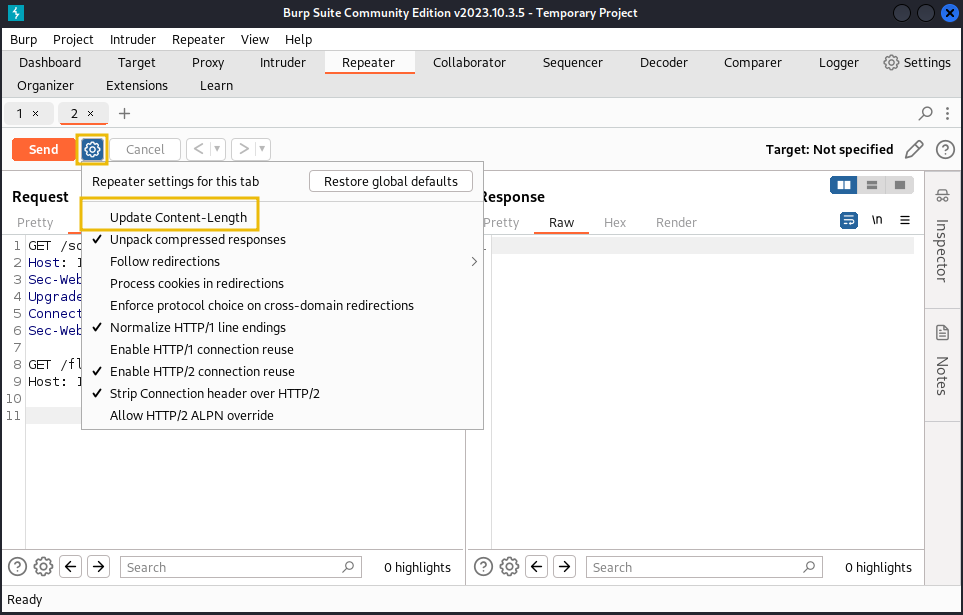 Burp Suite Community Edition v2023.10.3.5 - Temporary Project
Burp Project Intruder Repeater View Help
Dashboard Target Proxy Intruder Repeater Collaborator Sequencer Decoder Comparer Logger Settings
Organizer Extensions Learn
1 × 2 × +
Send Cancel < > Target: Not specified
Repeater settings for this tab Restore global defaults
Request
Response
Pretty
Pretty Raw Hex Render \n
Update Content-Length
✓ Unpack compressed responses
Follow redirections >
Process cookies in redirections
Enforce protocol choice on cross-domain redirections
✓ Normalize HTTP/1 line endings
Enable HTTP/1 connection reuse
✓ Enable HTTP/2 connection reuse
✓ Strip Connection header over HTTP/2
Allow HTTP/2 ALPN override
1 GET
2 Host:
3 Sec-Web
4 Upgrade
5 Connect
6 Sec-Web
7
8 GET
9 Host:
10
11
Inspector
Notes
Search 0 highlights
Search 0 highlights
Ready